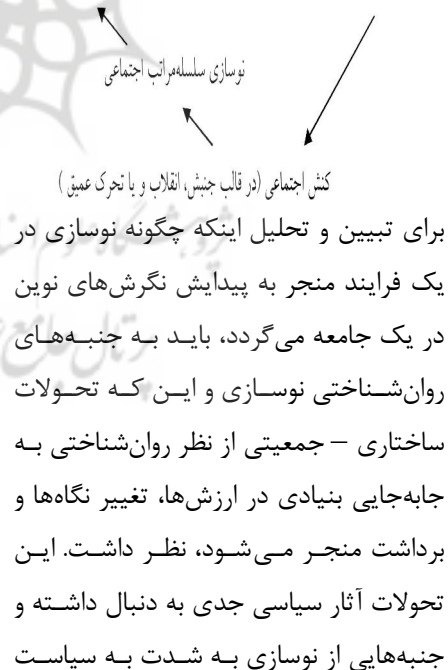 نوسازی سلسله‌مراتب اجتماعی
کنش اجتماعی (در قالب جنبش، انقلاب و یا تحرک عمیق )
برای تبیین و تحلیل اینکه چگونه نوسازی در
یک فرایند منجر به پیدایش نگرش‌های نوین
در یک جامعه می‌گردد، باید به جنبه‌های
روان‌شناختی نوسازی و این که تحولات
ساختاری – جمعیتی از نظر روان‌شناختی به
جابه‌جایی بنیادی در ارزش‌ها، تغییر نگاه‌ها و
برداشت منجر می‌شود، نظر داشت. این
تحولات آثار سیاسی جدی به دنبال داشته و
جنبه‌هایی از نوسازی به شدت به سیاست